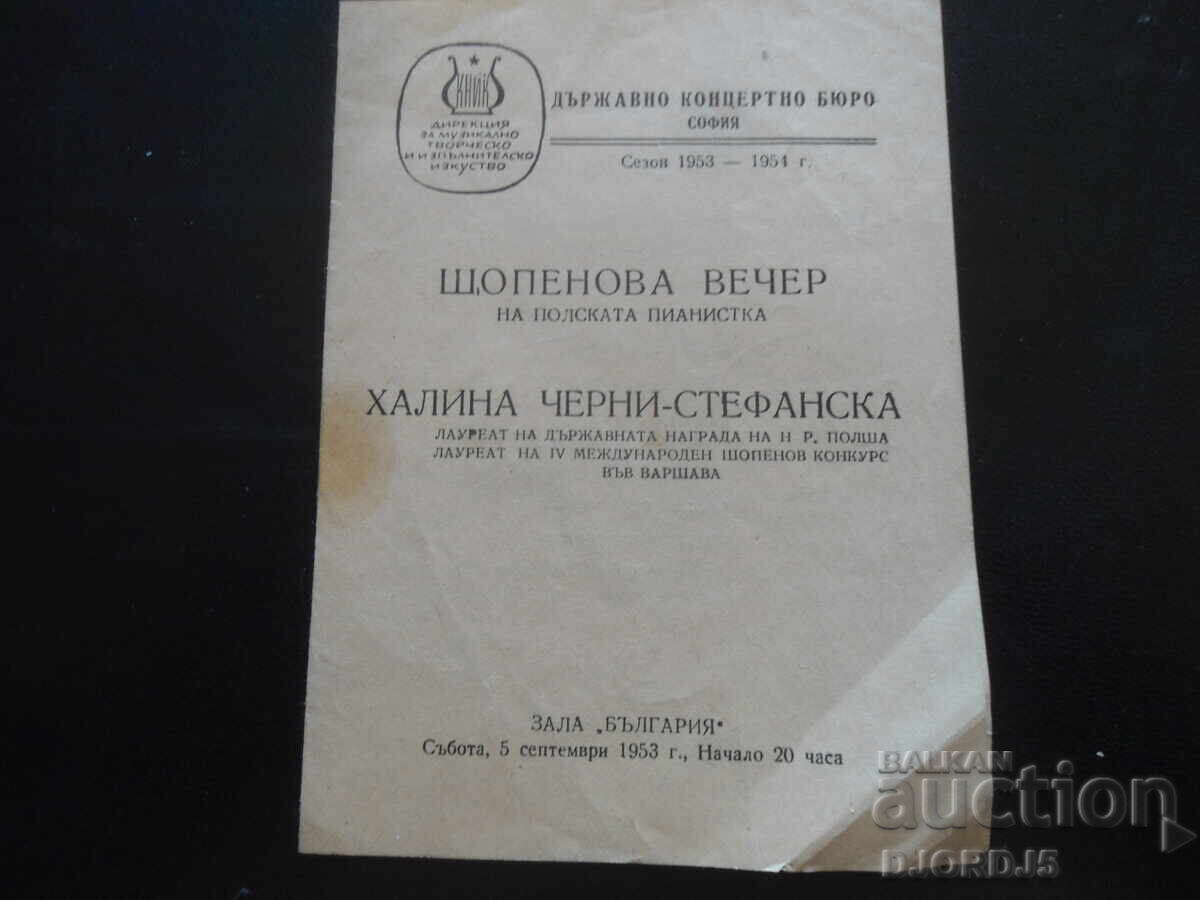 КНИК
ДИРЕКЦИЯ
ЗА МУЗИКАЛНО
ТВОРЧЕСКО
И ИЗПЪЛНИТЕЛСКО
ИЗКУСТВО
ДЪРЖАВНО КОНЦЕРТНО БЮРО
СОФИЯ
Сезон 1953 — 1954 г.
ЩОПЕНОВА ВЕЧЕР
НА ПОЛСКАТА ПИАНИСТКА
ХАЛИНА ЧЕРНИ-СТЕФАНСКА
ЛАУРЕАТ НА ДЪРЖАВНАТА НАГРАДА НА Н Р. ПОЛША
ЛАУРЕАТ НА IV МЕЖДУНАРОДЕН ШОПЕНОВ КОНКУРС
ВЪВ ВАРШАВА
ЗАЛА „БЪЛГАРИЯ"
Събота, 5 септември 1953 г., Начало 20 часа
BALKAN
auction
DJORDJ5